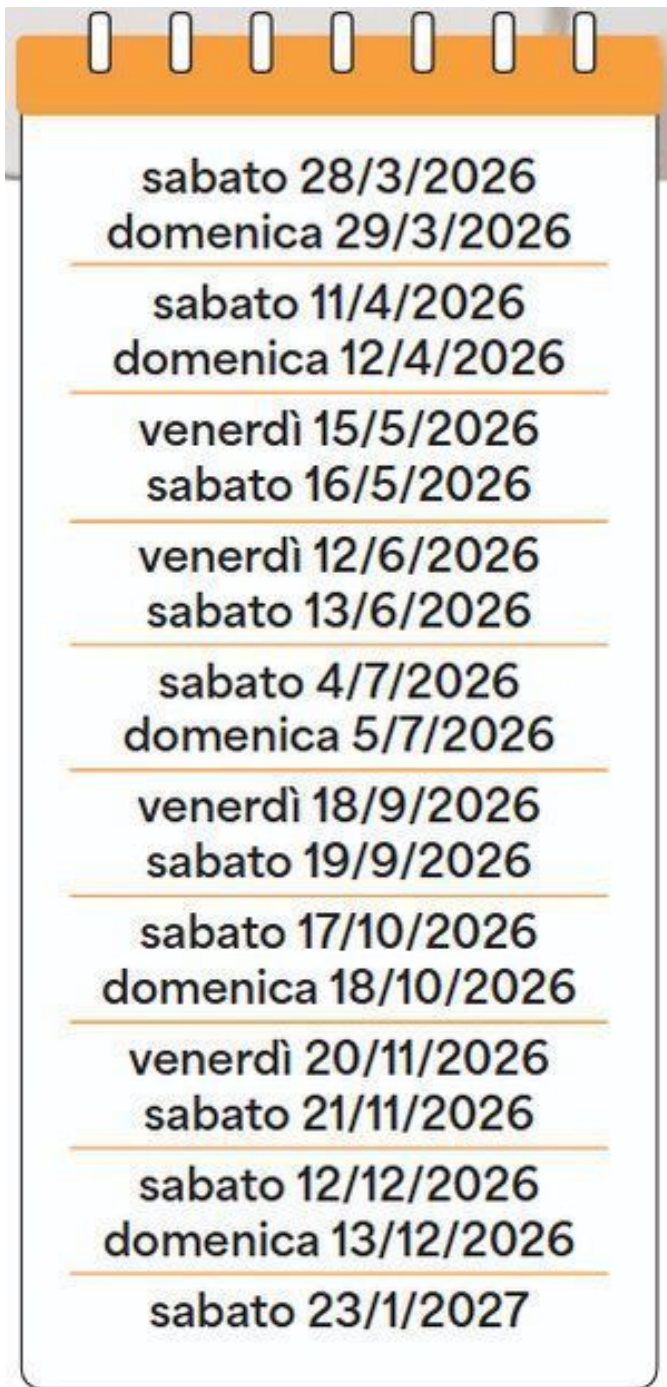 sabato 28/3/2026
domenica 29/3/2026
sabato 11/4/2026
domenica 12/4/2026
venerdì 15/5/2026
sabato 16/5/2026
venerdì 12/6/2026
sabato 13/6/2026
sabato 4/7/2026
domenica 5/7/2026
venerdì 18/9/2026
sabato 19/9/2026
sabato 17/10/2026
domenica 18/10/2026
venerdì 20/11/2026
sabato 21/11/2026
sabato 12/12/2026
domenica 13/12/2026
sabato 23/1/2027